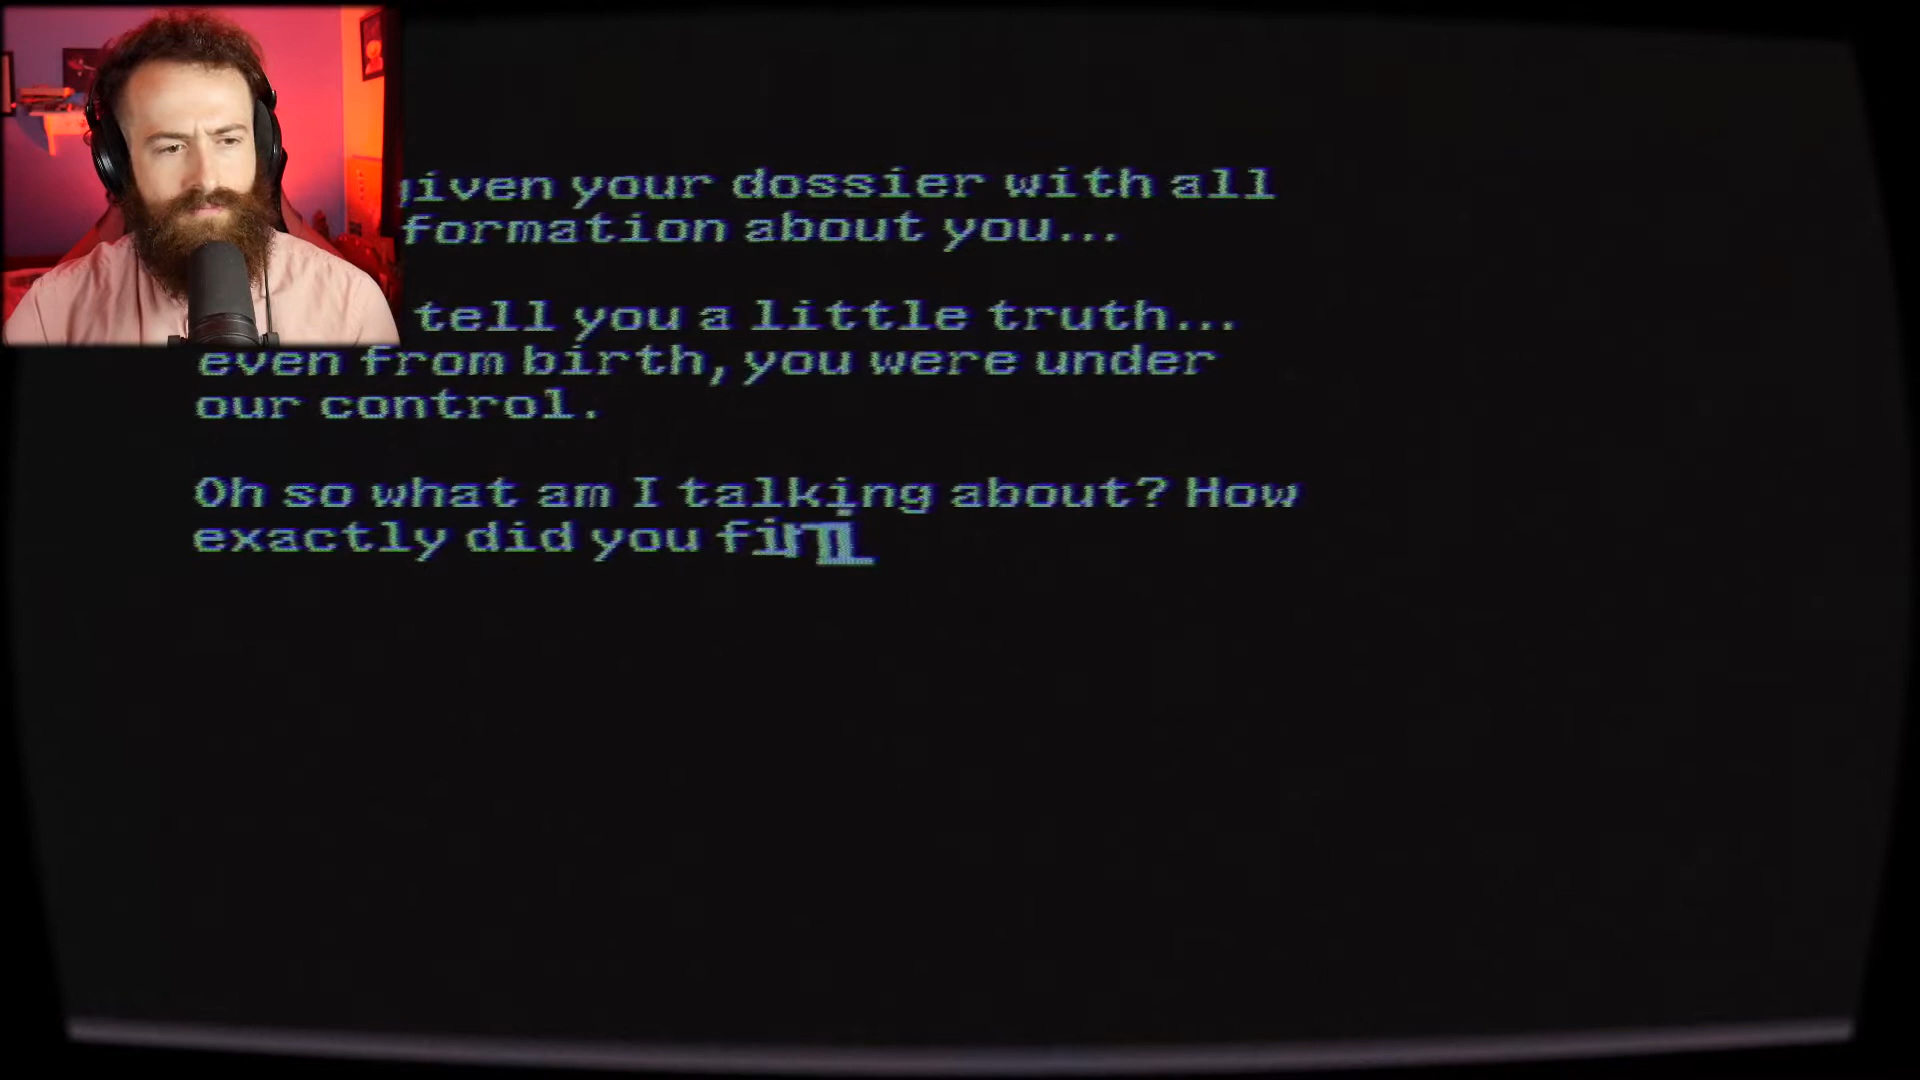 given your dossier with all
formation about you...
tell you a little truth...
even from birth, you were under
our control.
Oh so what am I talking about? How
exactly did you